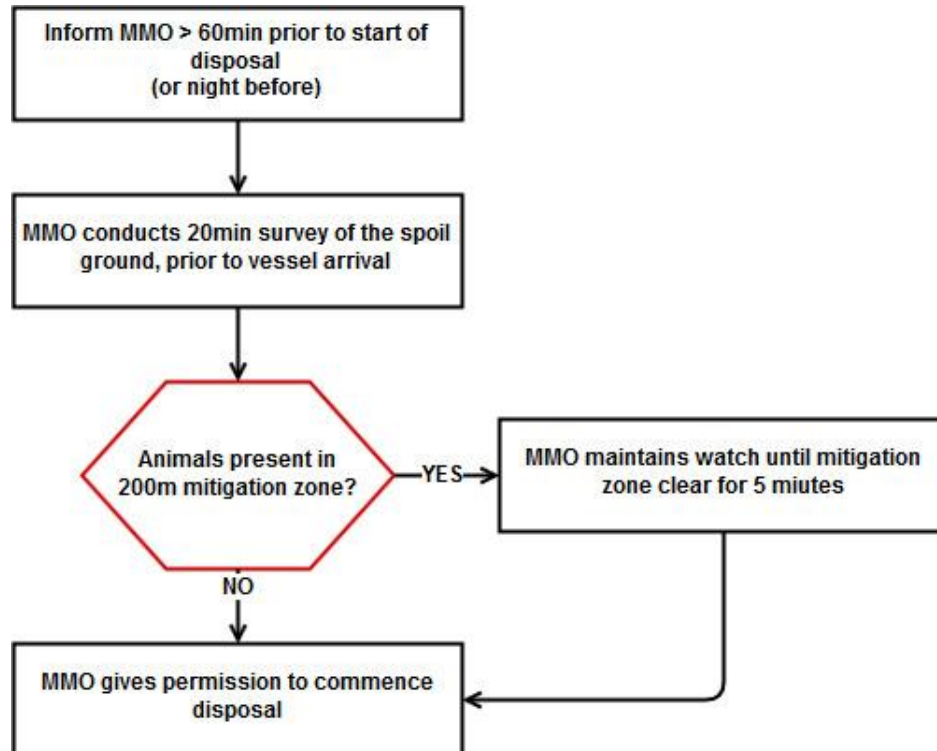 Inform MMO > 60min prior to start of
disposal
(or night before)
MMO conducts 20min survey of the spoil
ground, prior to vessel arrival
Animals present in
200m mitigation zone?
YES
MMO maintains watch until mitigation
zone clear for 5 miutes
NO
MMO gives permission to commence
disposal